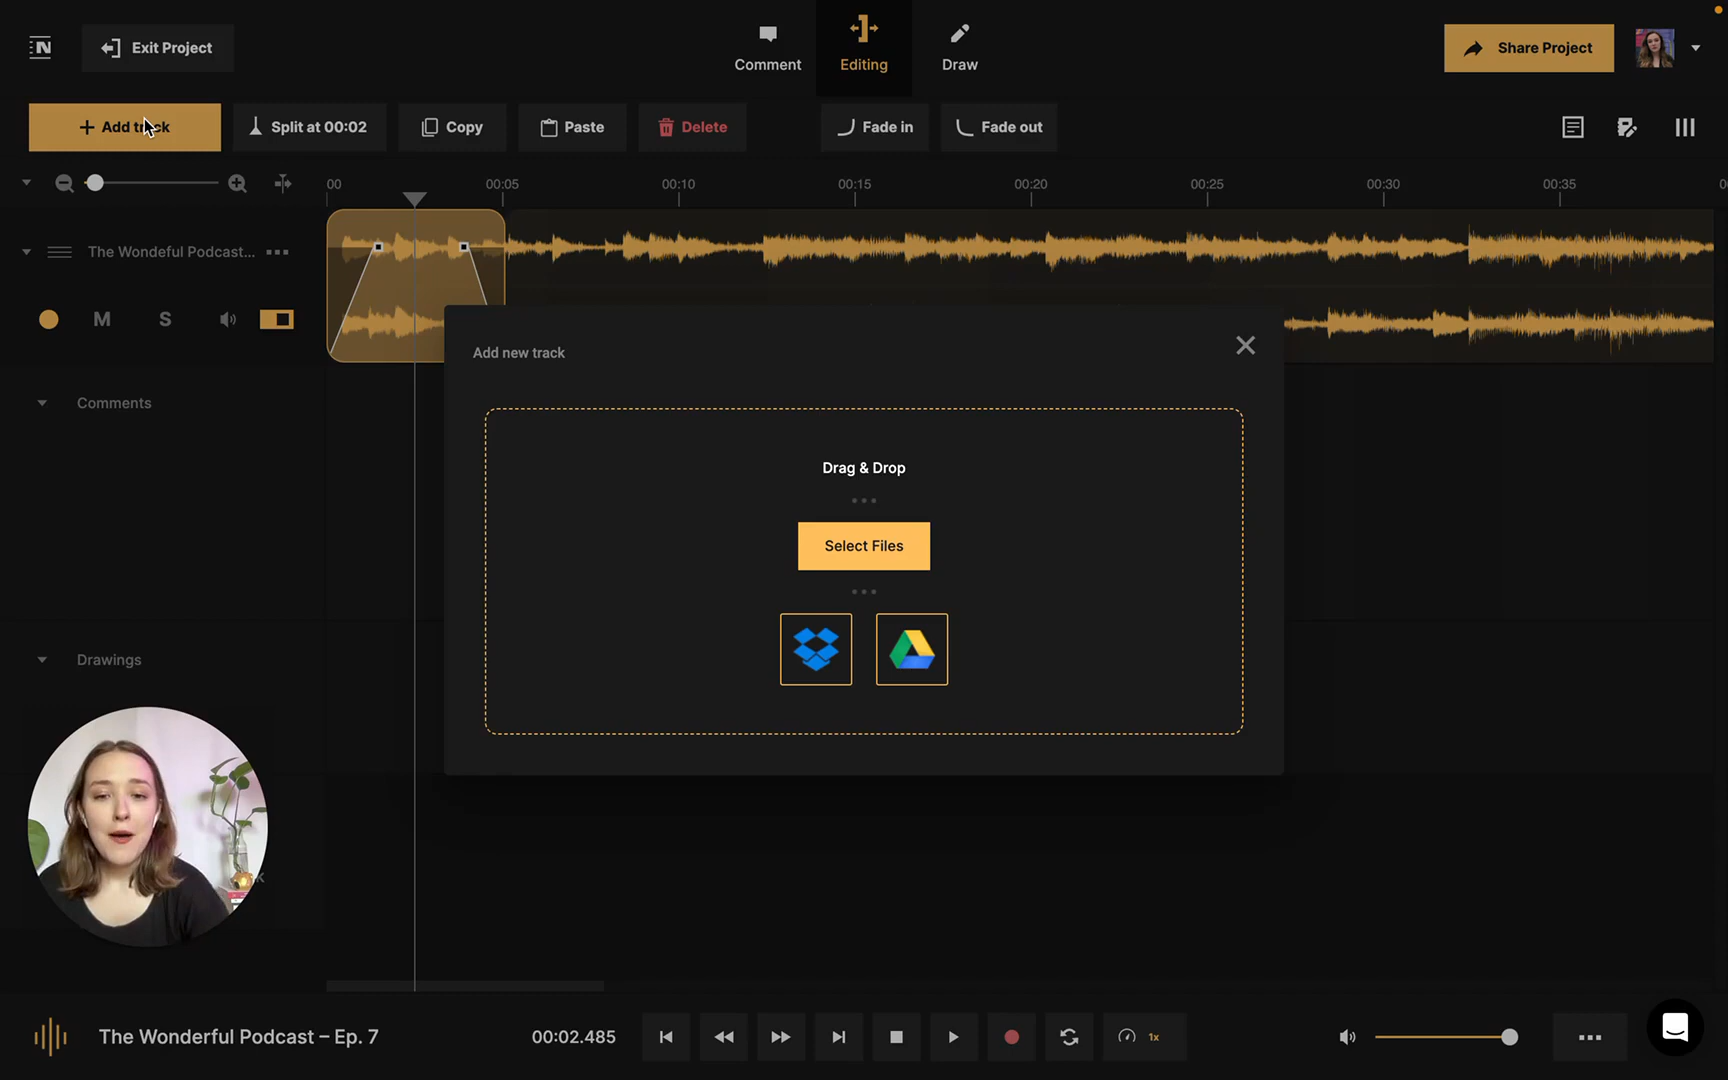 N
Exit Project
Comment
Editing
Draw
Share Project
+ Add track
Split at 00:02
Copy
Paste
Delete
Fade in
Fade out
00
00:05
00:10
00:15
00:20
00:25
00:30
00:35
The Wondeful Podcast...
M
S
Add new track
Comments
Drag & Drop
Select Files
Drawings
The Wonderful Podcast – Ep. 7
00:02.485
1x